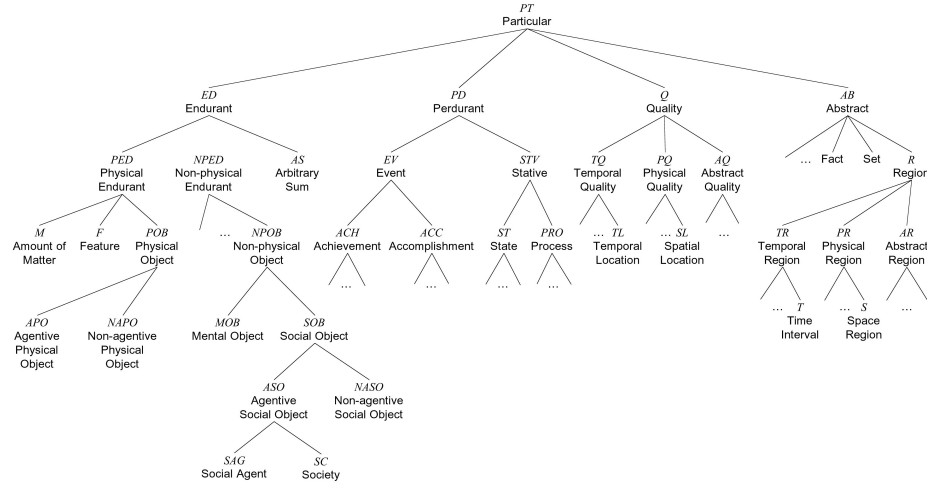 PT
Particular
ED
Endurant
PD
Perdurant
Q
Quality
AB
Abstract
PED
Physical
Endurant
NPED
Non-physical
Endurant
AS
Arbitrary
Sum
EV
Event
STV
Stative
TQ
Temporal
Quality
PQ
Physical
Quality
AQ
Abstract
Quality
…
Fact
Set
R
Region
M
Amount of
Matter
F
Feature
POB
Physical
Object
…
NPOB
Non-physical
Object
ACH
Achievement
ACC
Accomplishment
ST
State
PRO
Process
… TL
Temporal
Location
… SL
Spatial
Location
…
TR
Temporal
Region
PR
Physical
Region
AR
Abstract
Region
…
…
…
…
APO
Agentive
Physical
Object
NAPO
Non-agentive
Physical
Object
MOB
Mental Object
SOB
Social Object
… T
Time
Interval
… S
Space
Region
…
ASO
Agentive
Social Object
NASO
Non-agentive
Social Object
SAG
Social Agent
SC
Society